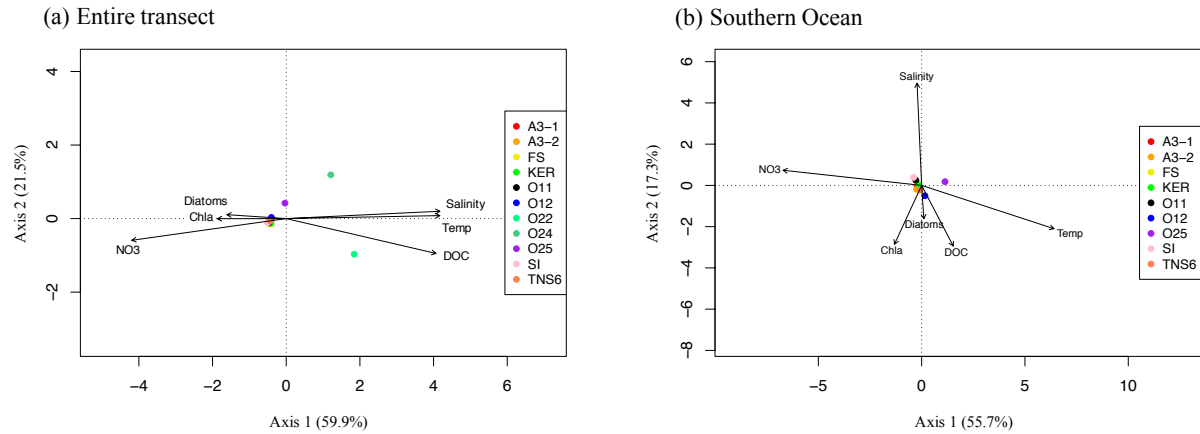 (a) Entire transect
Axis 2 (21.5%)
4
2
0
−2
−4
−2
0
2
4
6
Axis 1 (59.9%)
Diatoms
Chla
NO3
Salinity
Temp
DOC
A3−1
A3−2
FS
KER
O11
O12
O22
O24
O25
SI
TNS6
(b) Southern Ocean
Axis 2 (17.3%)
6
4
2
0
−2
−4
−6
−8
−5
0
5
10
Axis 1 (55.7%)
Salinity
NO3
Diatoms
Chla
DOC
Temp
A3−1
A3−2
FS
KER
O11
O12
O25
SI
TNS6